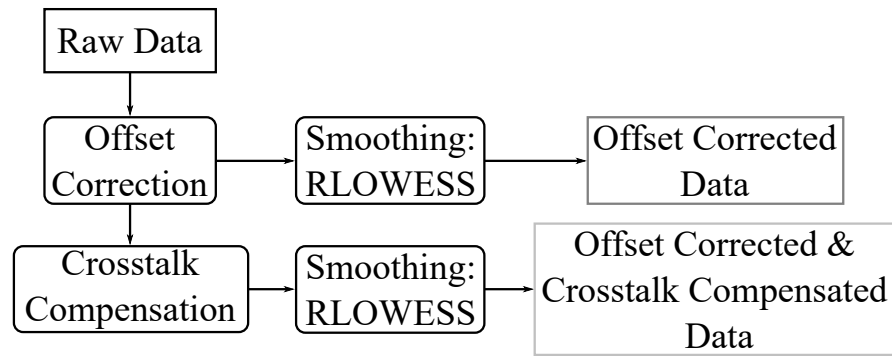 Raw Data
Offset
Correction
Smoothing:
RLOWESS
Offset Corrected
Data
Crosstalk
Compensation
Smoothing:
RLOWESS
Offset Corrected &
Crosstalk Compensated
Data